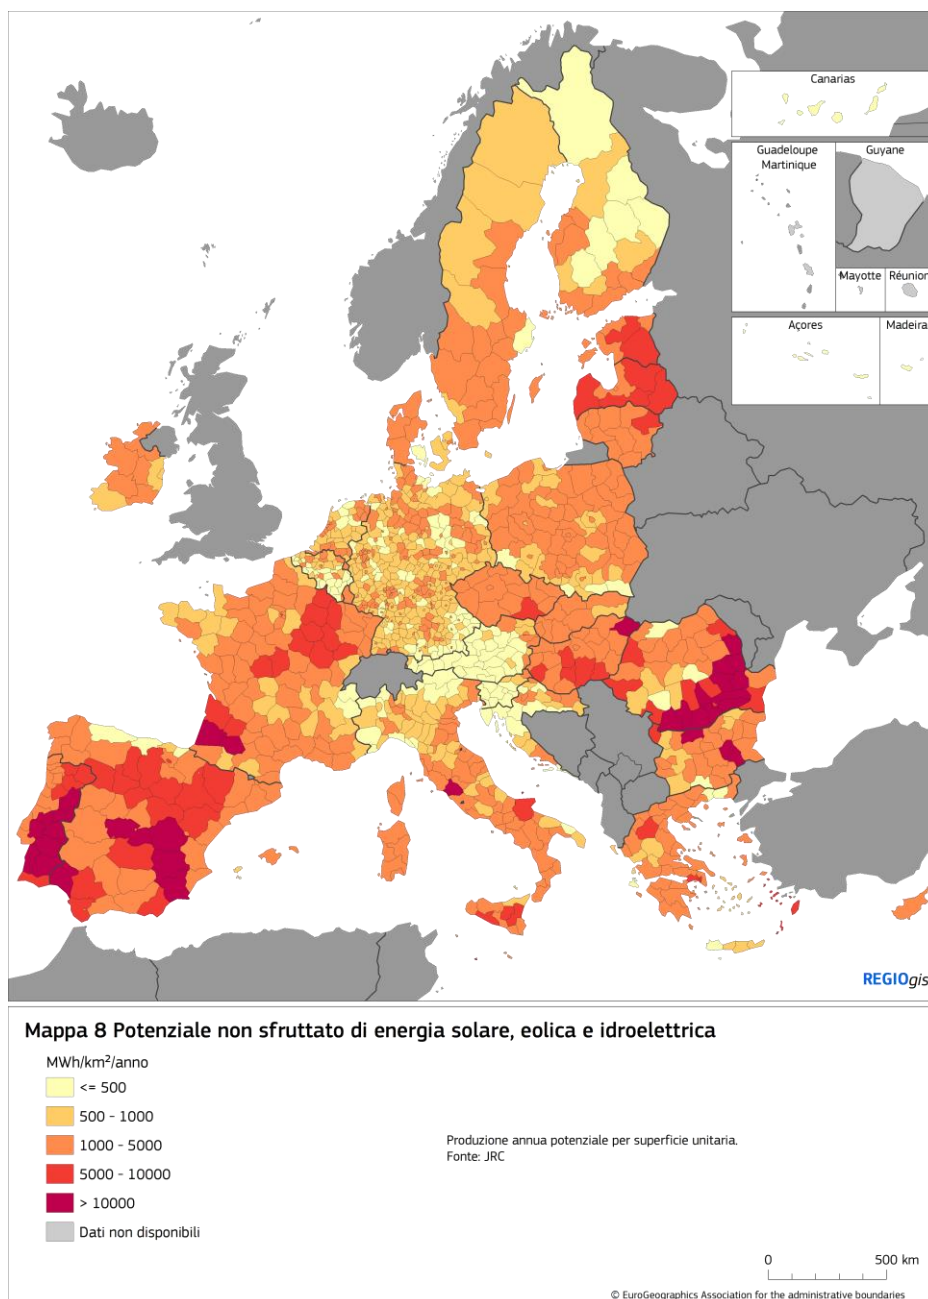 Canarias
Guadeloupe
Martinique
Guyane
Mayotte
Réunion
Açores
Madeira
REGIOgis
Mappa 8 Potenziale non sfruttato di energia solare, eolica e idroelettrica
MWh/km²/anno
<= 500
500 - 1000
1000 - 5000
5000 - 10000
> 10000
Dati non disponibili
Produzione annua potenziale per superficie unitaria.
Fonte: JRC
0 500 km
© EuroGeographics Association for the administrative boundaries